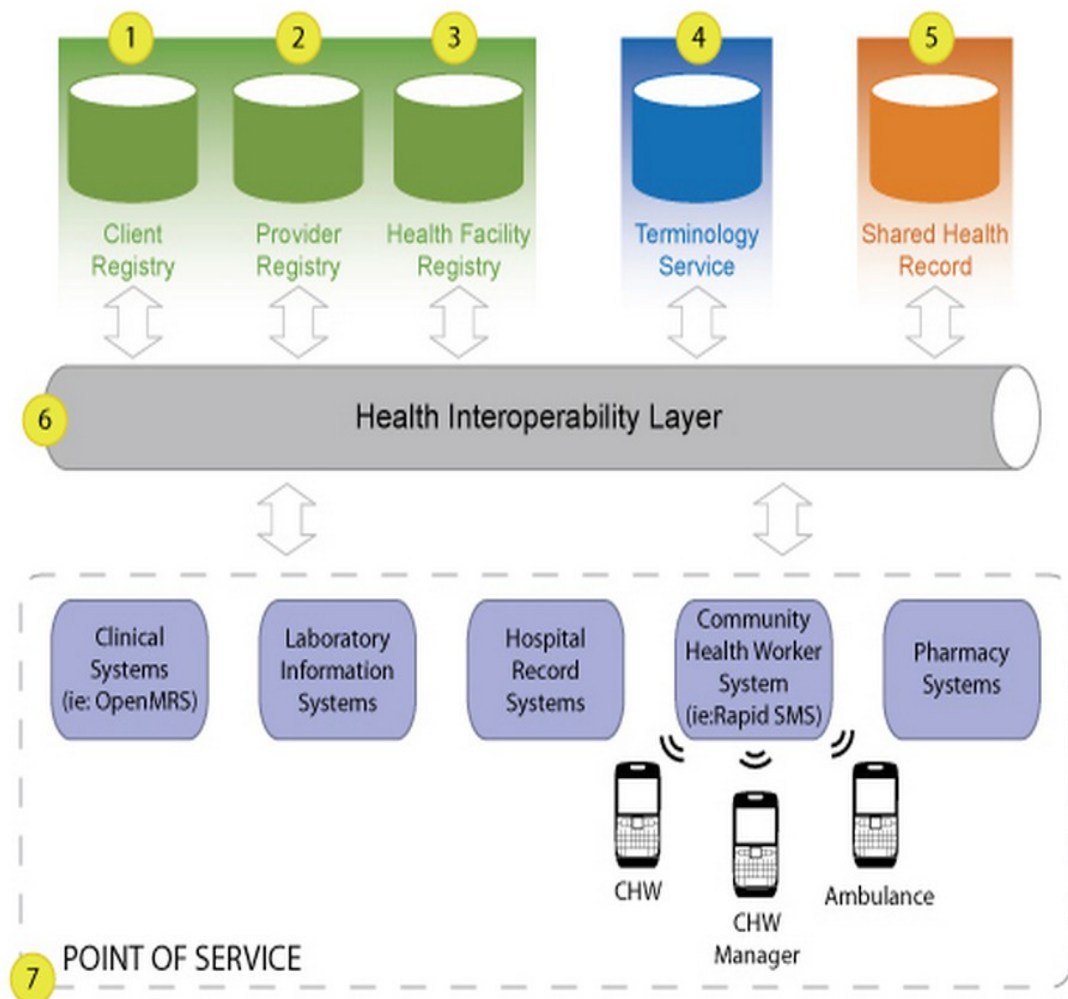 1
2
3
4
5
Client
Registry
Provider
Registry
Health Facility
Registry
Terminology
Service
Shared Health
Record
6
Health Interoperability Layer
Clinical
Systems
(ie: OpenMRS)
Laboratory
Information
Systems
Hospital
Record
Systems
Community
Health Worker
System
(ie:Rapid SMS)
Pharmacy
Systems
CHW
CHW
Manager
Ambulance
7
POINT OF SERVICE